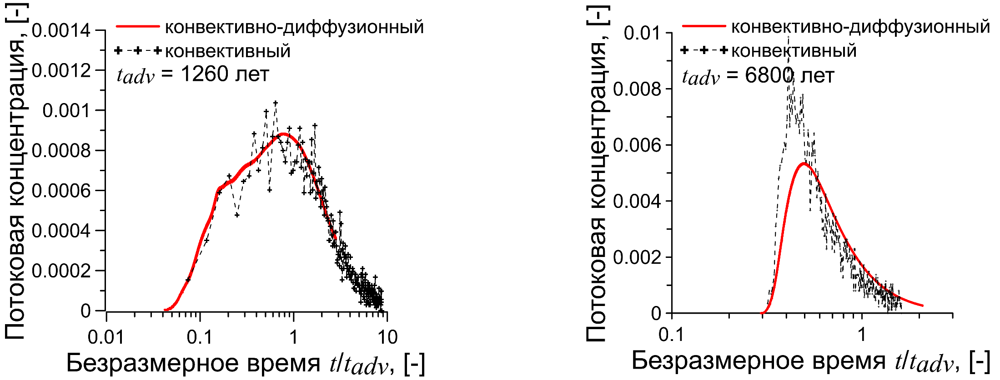 Потоковая концентрация, [-]
0.0014
0.0012
0.001
0.0008
0.0006
0.0004
0.0002
0
конвективно-диффузионный
конвективный
tadv = 1260 лет
0.01
0.1
1
10
Безразмерное время t/tadv, [-]
Потоковая концентрация, [-]
0.01
0.008
0.006
0.004
0.002
0
конвективно-диффузионный
конвективный
tadv = 6800 лет
0.1
1
Безразмерное время t/tadv, [-]